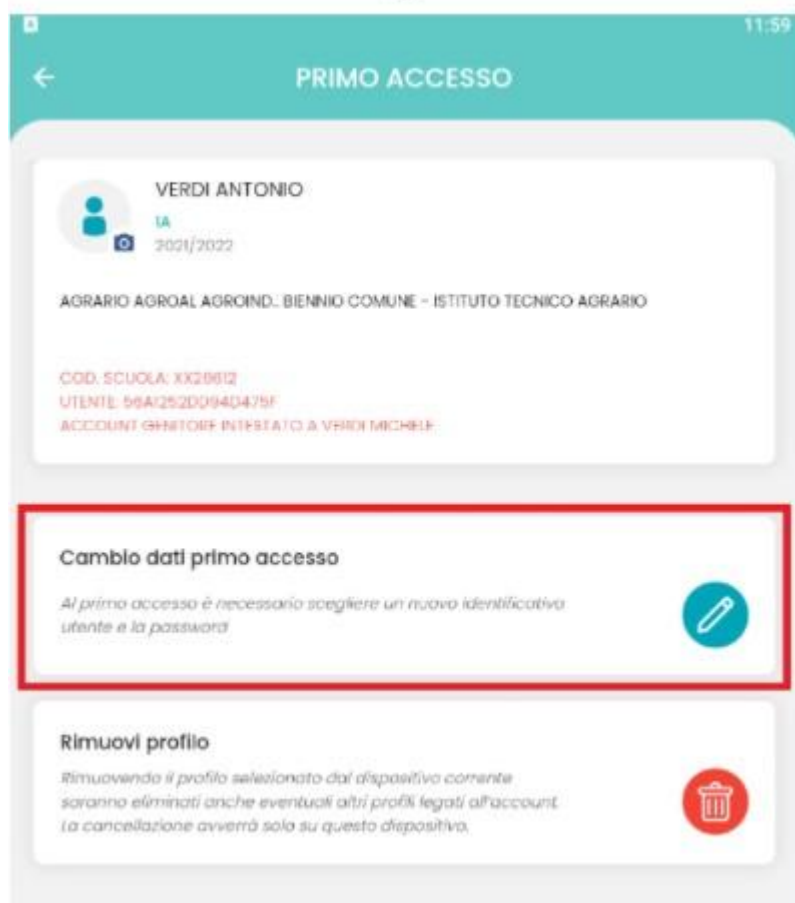 11:59
PRIMO ACCESSO
VERDI ANTONIO
1A
2021/2022
AGRARIO AGROAL AGROIND.. BIENNIO COMUNE - ISTITUTO TECNICO AGRARIO
COD. SCUOLA: XX26612
UTENTE: 56A1252DD94D475F
ACCOUNT GENITORE INTESTATO A VERDI MICHELE
Cambio dati primo accesso
Al primo accesso è necessario scegliere un nuovo identificativo
utente e la password
Rimuovi profilo
Rimuovendo il profilo selezionato dal dispositivo corrente
saranno eliminati anche eventuali altri profili legati all'account.
La cancellazione avverrà solo su questo dispositivo.